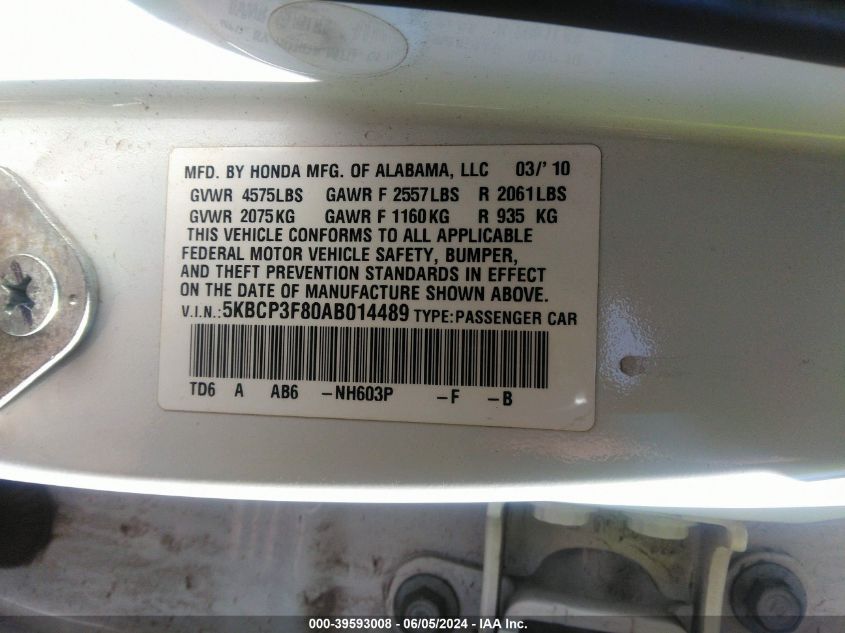 MFD. BY HONDA MFG. OF ALABAMA, LLC 03/'10
GVWR 4575LBS GAWR F 2557LBS R 2061LBS
GVWR 2075KG GAWR F 1160KG R 935 KG
THIS VEHICLE CONFORMS TO ALL APPLICABLE
FEDERAL MOTOR VEHICLE SAFETY, BUMPER,
AND THEFT PREVENTION STANDARDS IN EFFECT
ON THE DATE OF MANUFACTURE SHOWN ABOVE.
V.I.N.:5KBCP3F80AB014489 TYPE:PASSENGER CAR
TD6 A AB6 -NH603P -F -B
000-39593008 - 06/05/2024 - IAA Inc.